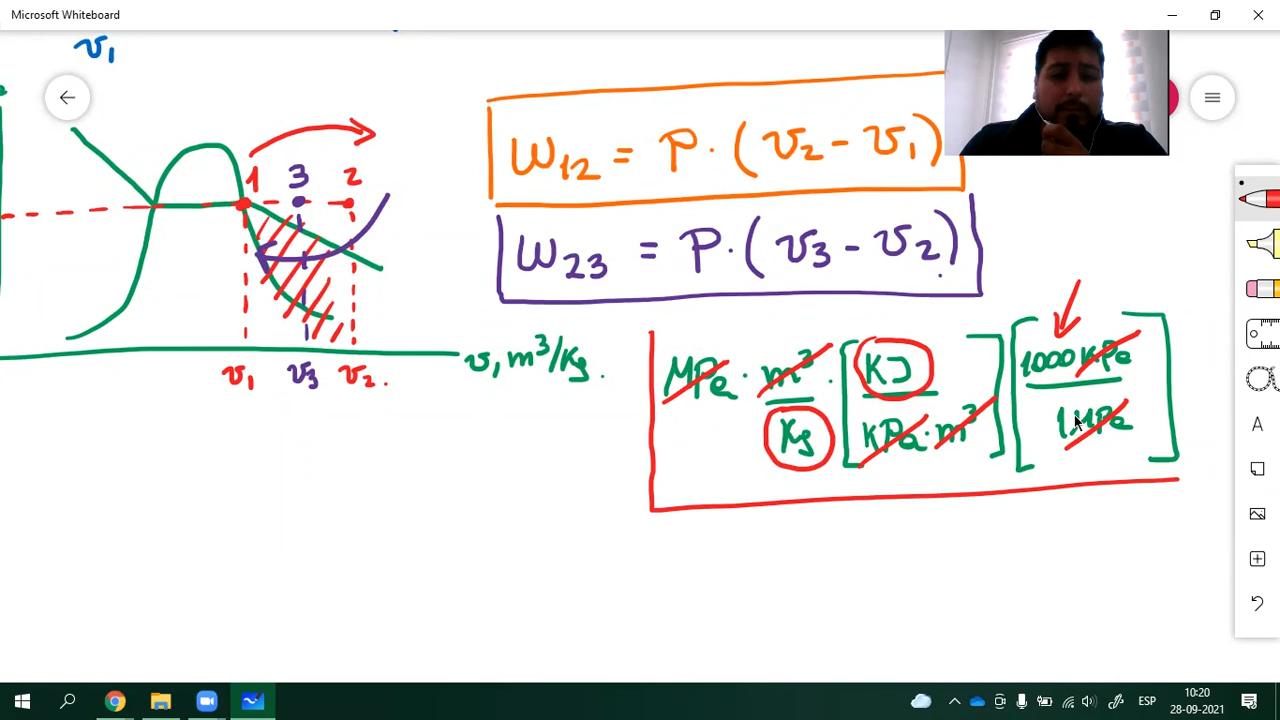 Microsoft Whiteboard
v₁
1 3 2
W₁₂ = P · (v₂ - v₁)
W₂₃ = P · (v₃ - v₂)
v₁ v₃ v₂.
v, m³/Kg.
MPa · m³/Kg · [KJ/KPa·m³] [1000 KPa/1 MPa]
A
ESP
10:20
28-09-2021